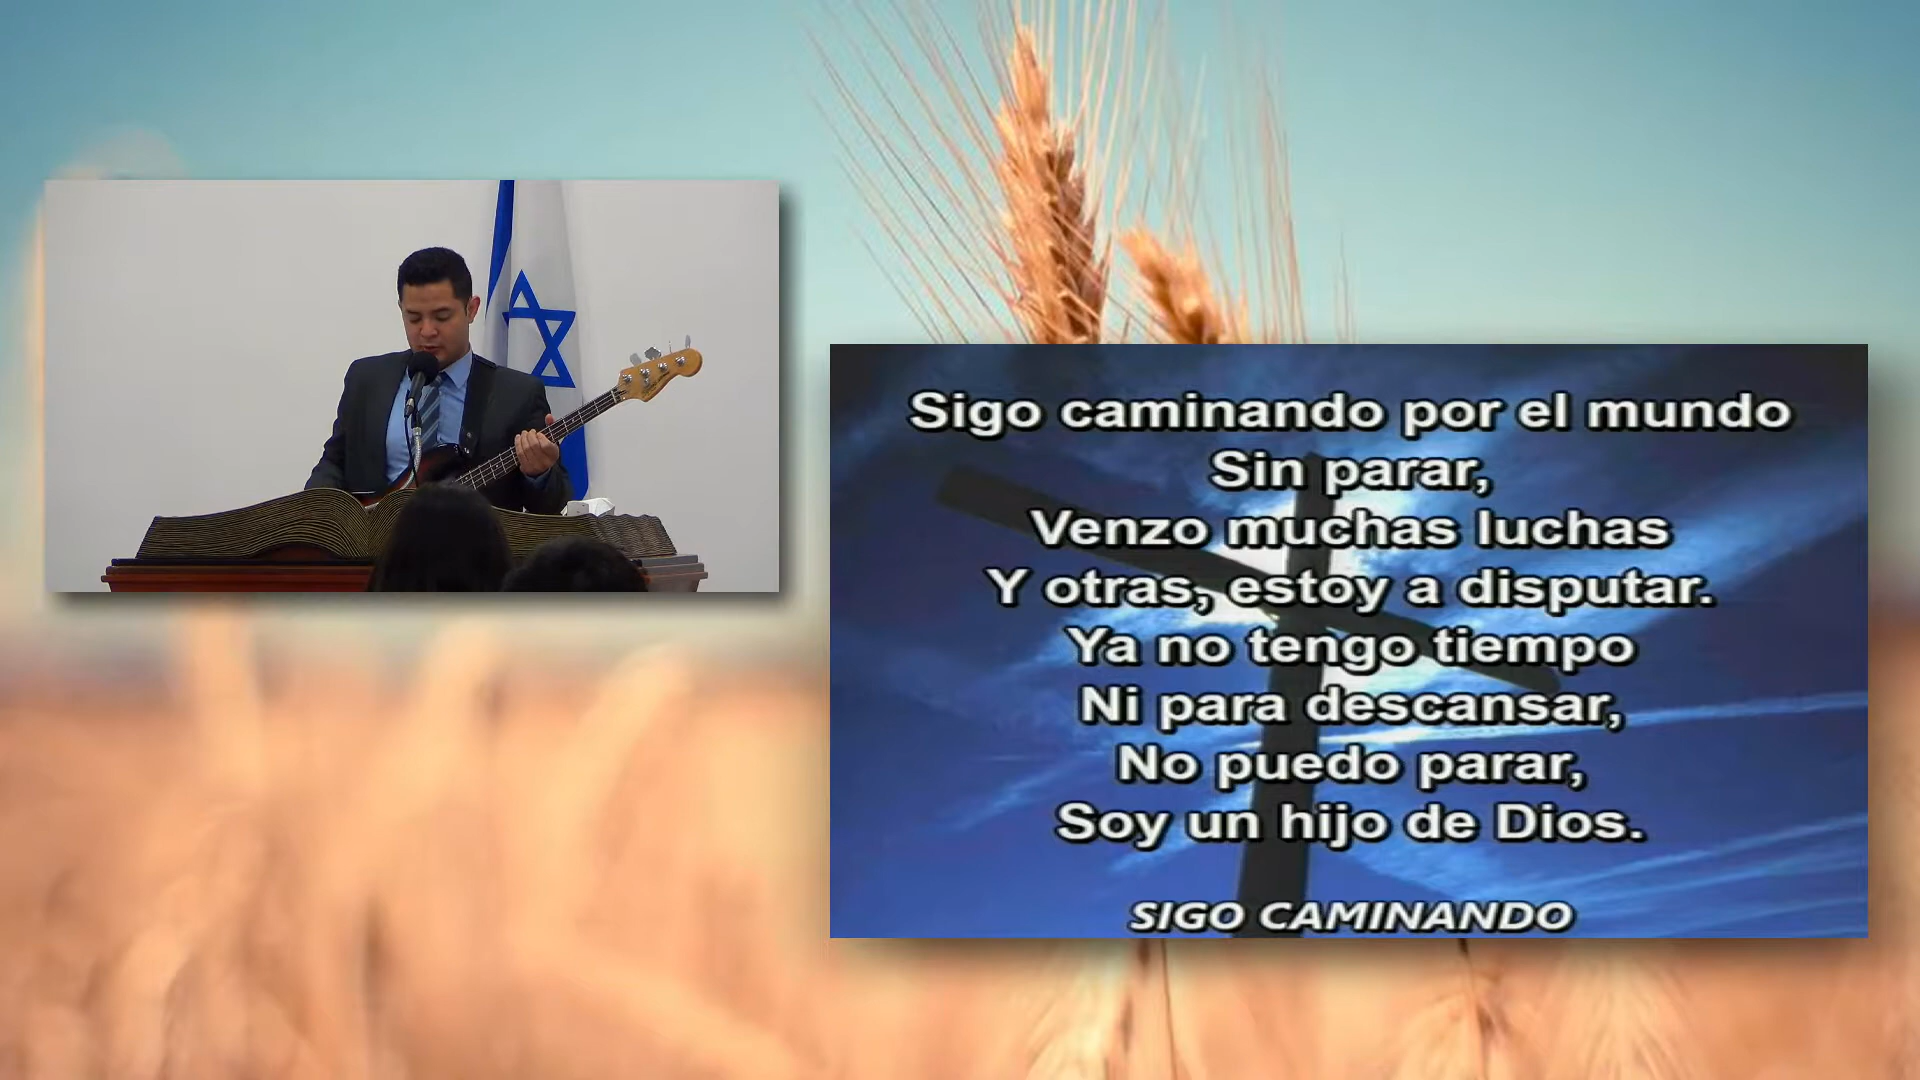 Sigo caminando por el mundo
Sin parar,
Venzo muchas luchas
Y otras, estoy a disputar.
Ya no tengo tiempo
Ni para descansar,
No puedo parar,
Soy un hijo de Dios.
SIGO CAMINANDO